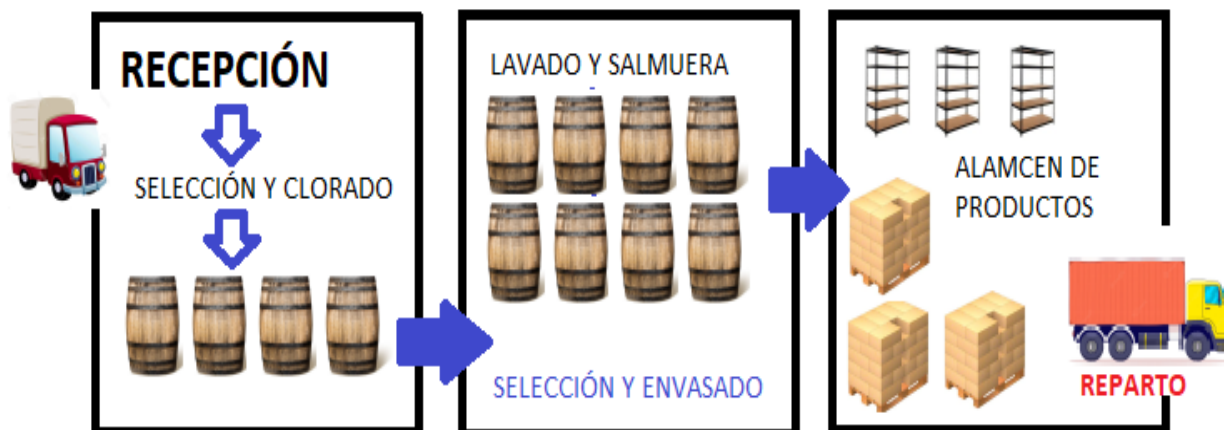 RECEPCIÓN
SELECCIÓN Y CLORADO
LAVADO Y SALMUERA
SELECCIÓN Y ENVASADO
ALAMCEN DE
PRODUCTOS
REPARTO